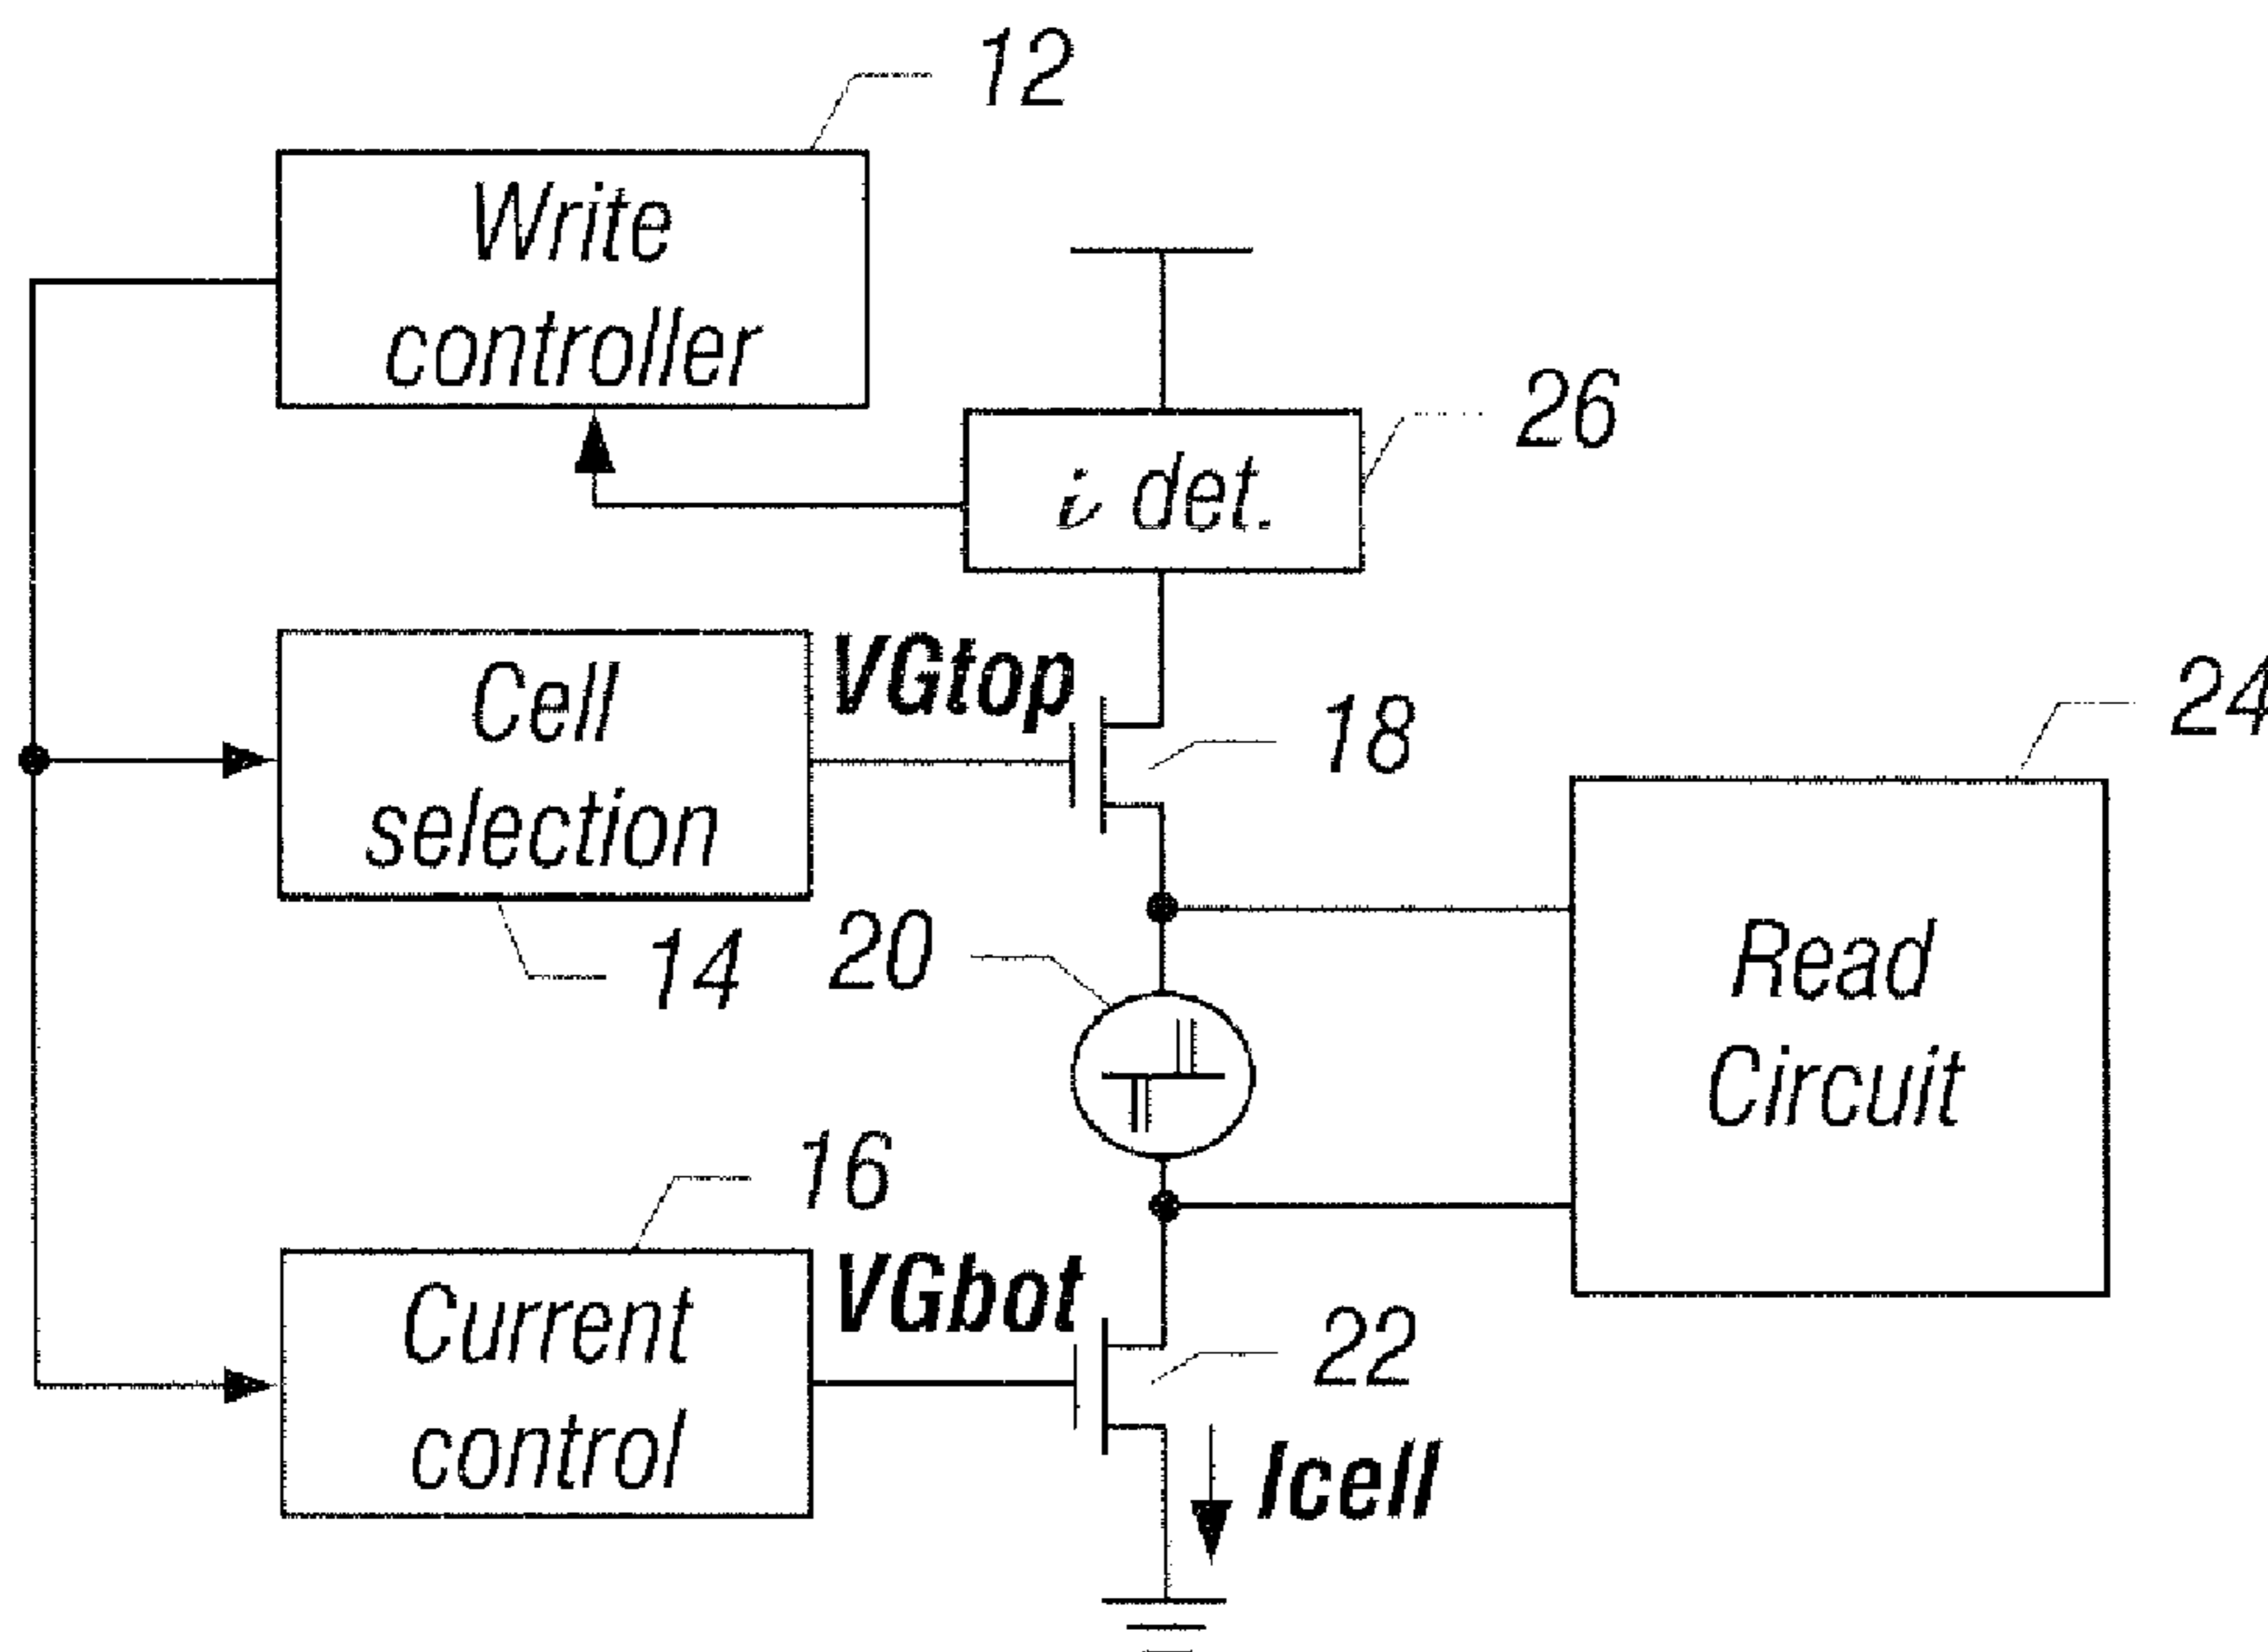 12
Write
controller
26
i det.
Cell
selection
VGtop
18
24
14
20
Read
Circuit
16
Current
control
VGbot
22
Icell